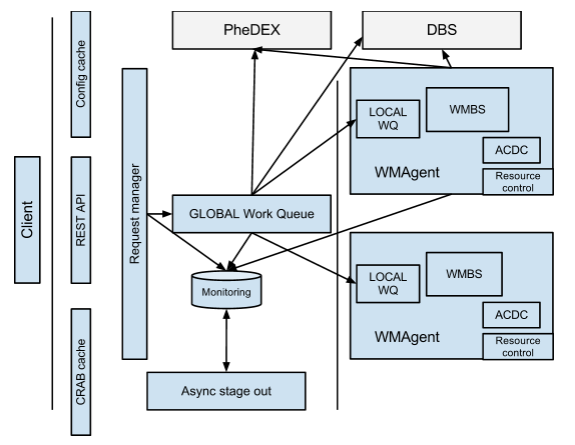 PheDEX
DBS
Config cache
REST API
CRAB cache
Client
Request manager
GLOBAL Work Queue
Monitoring
Async stage out
LOCAL
WQ
WMBS
ACDC
WMAgent
Resource
control
LOCAL
WQ
WMBS
ACDC
WMAgent
Resource
control